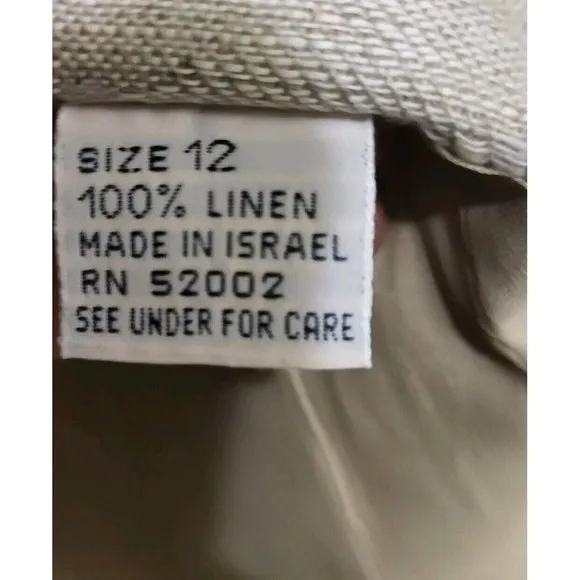 SIZE 12
100% LINEN
MADE IN ISRAEL
RN 52002
SEE UNDER FOR CARE